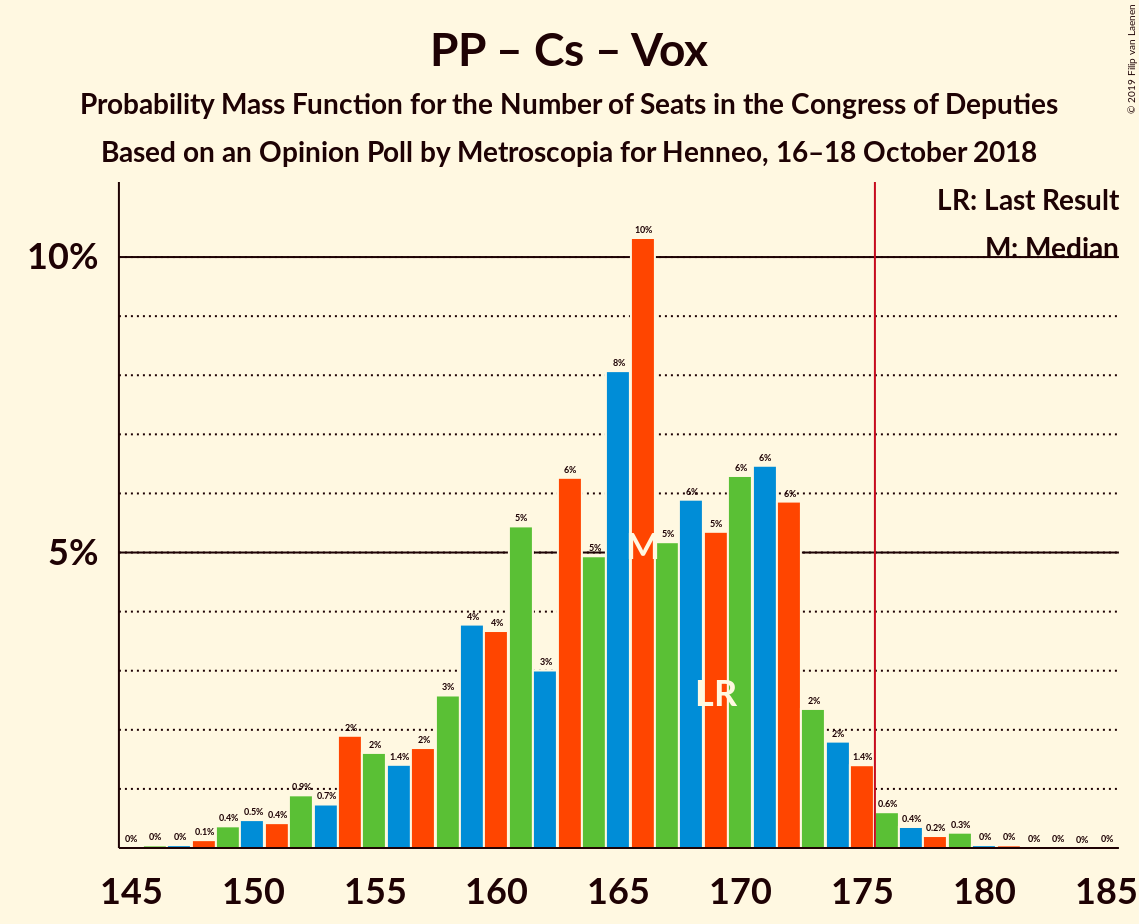 © 2019 Filip van Laenen
PP – Cs – Vox
Probability Mass Function for the Number of Seats in the Congress of Deputies
Based on an Opinion Poll by Metroscopia for Henneo, 16–18 October 2018
LR: Last Result
M: Median
10%
5%
0% 0% 0% 0.1% 0.4% 0.5% 0.4% 0.9% 0.7% 2% 2% 1.4% 2% 3% 4% 4% 5% 3% 6% 5% 8% 10% 5% 6% 5% 6% 6% 6% 2% 2% 1.4% 0.6% 0.4% 0.2% 0.3% 0% 0% 0% 0% 0% 0%
M
LR
145 150 155 160 165 170 175 180 185